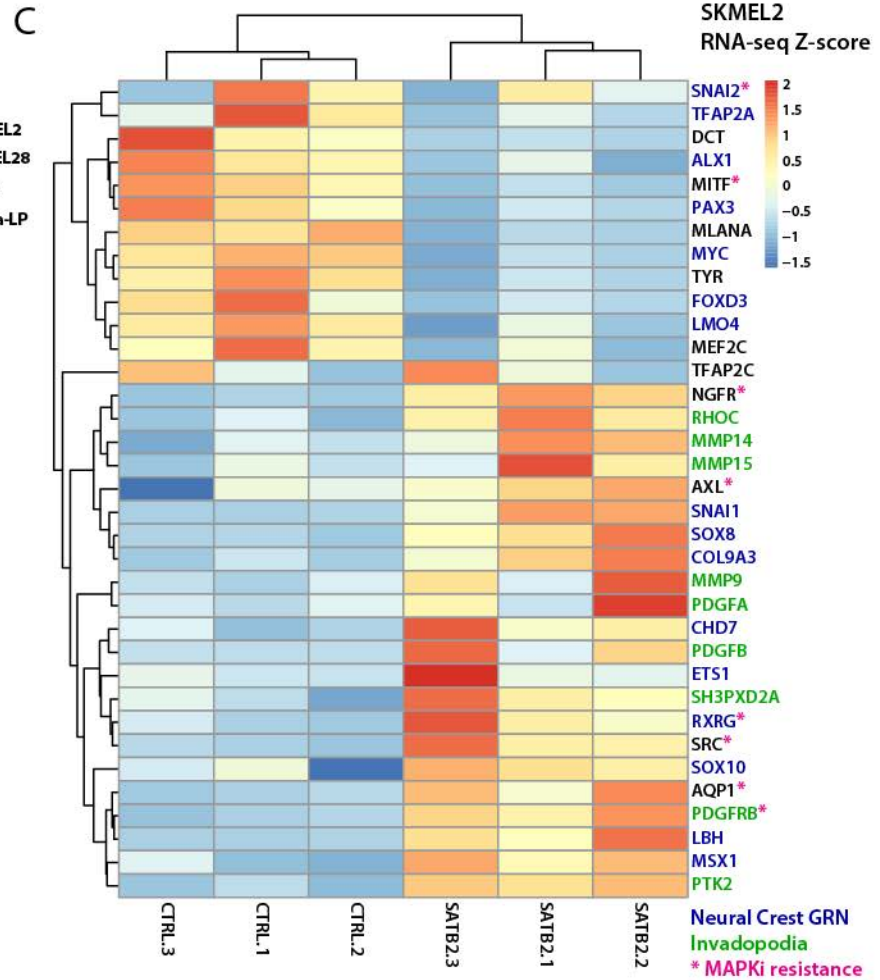 C
SKMEL2
RNA-seq Z-score
EL2
EL28
a-LP
2
1.5
1
0.5
0
−0.5
−1
−1.5
SNAI2*
TFAP2A
DCT
ALX1
MITF*
PAX3
MLANA
MYC
TYR
FOXD3
LMO4
MEF2C
TFAP2C
NGFR*
RHOC
MMP14
MMP15
AXL*
SNAI1
SOX8
COL9A3
MMP9
PDGFA
CHD7
PDGFB
ETS1
SH3PXD2A
RXRG*
SRC*
SOX10
AQP1*
PDGFRB*
LBH
MSX1
PTK2
CTRL.3
CTRL.1
CTRL.2
SATB2.3
SATB2.1
SATB2.2
Neural Crest GRN
Invadopodia
* MAPKi resistance